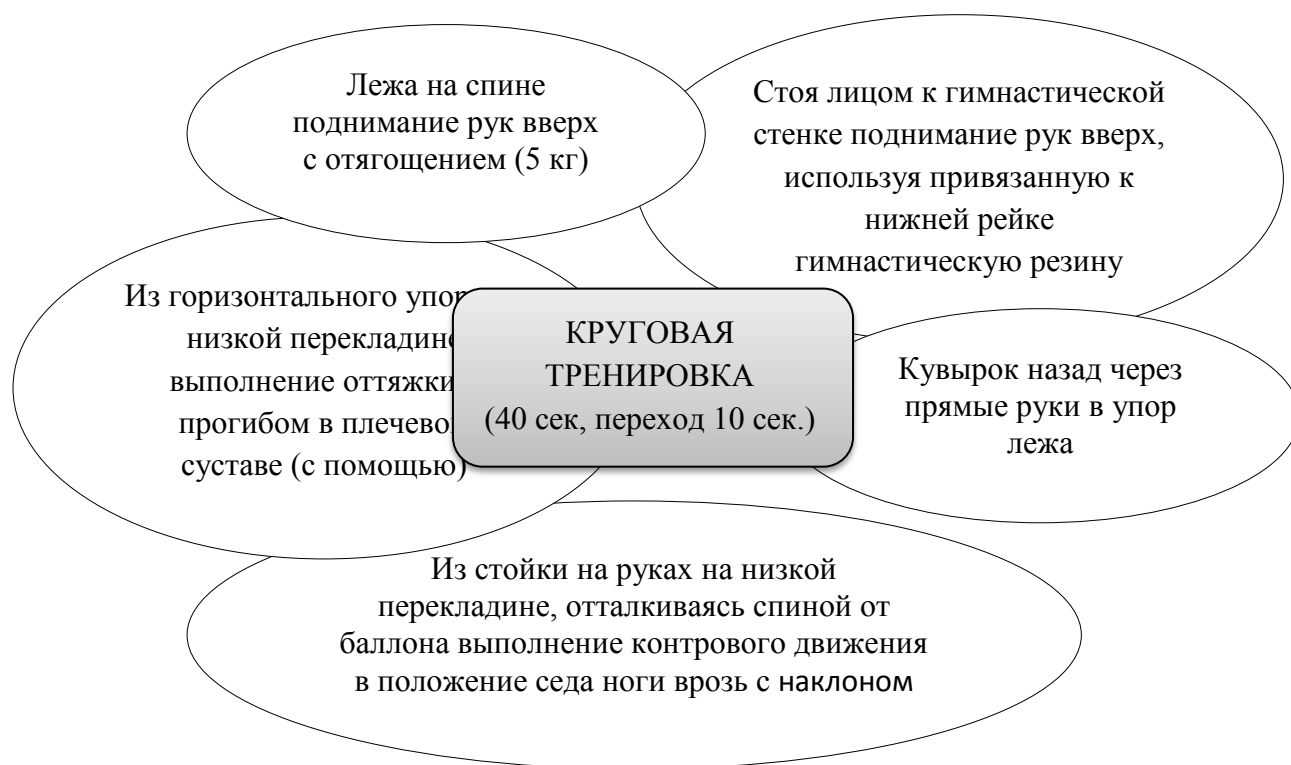 Лежа на спине
поднимание рук вверх
с отягощением (5 кг)
Стоя лицом к гимнастической
стенке поднимание рук вверх,
используя привязанную к
нижней рейке
гимнастическую резину
Из горизонтального упор
низкой перекладине
выполнение оттяжки
прогибом в плечево
суставе (с помощью)
КРУГОВАЯ
ТРЕНИРОВКА
(40 сек, переход 10 сек.)
Кувырок назад через
прямые руки в упор
лежа
Из стойки на руках на низкой
перекладине, отталкиваясь спиной от
баллона выполнение контрового движения
в положение седа ноги врозь с наклоном